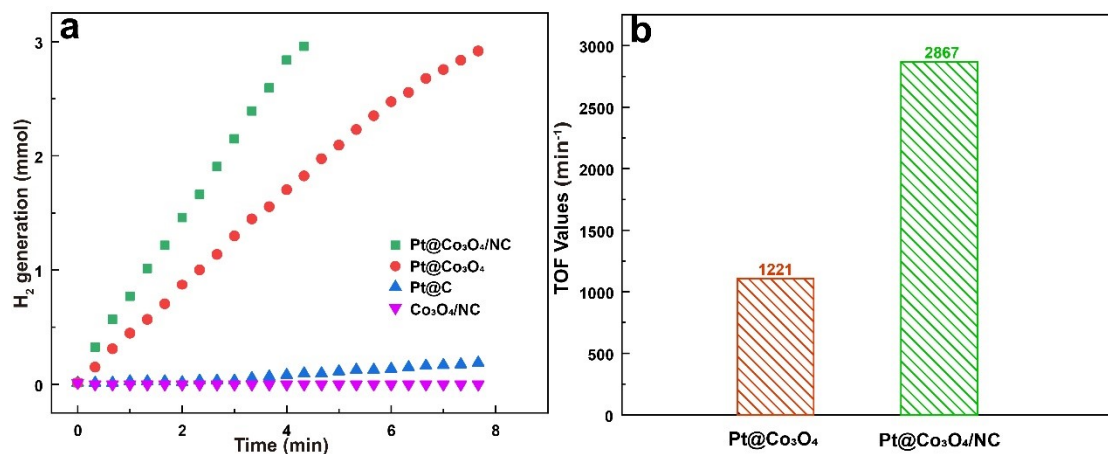 a
H₂ generation (mmol)
3
2
1
0
Pt@Co₃O₄/NC
Pt@Co₃O₄
Pt@C
Co₃O₄/NC
0 2 4 6 8
Time (min)
b
TOF Values (min⁻¹)
3000
2500
2000
1500
1000
500
0
1221
2867
Pt@Co₃O₄ Pt@Co₃O₄/NC